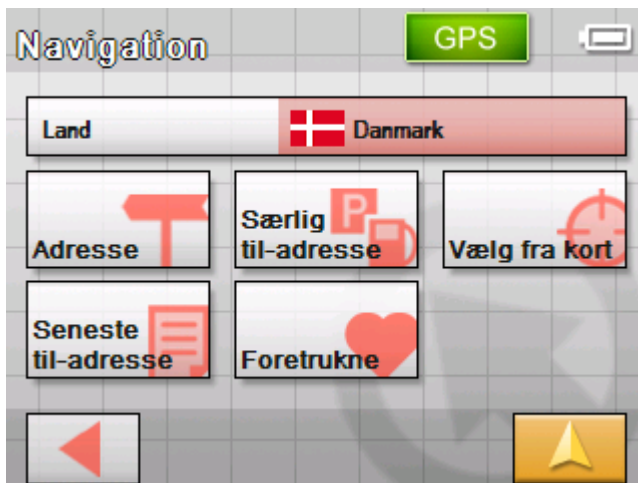 Navigation
GPS
Land
Danmark
Adresse
Særlig
til-adresse
Vælg fra kort
Seneste
til-adresse
Foretrukne
P